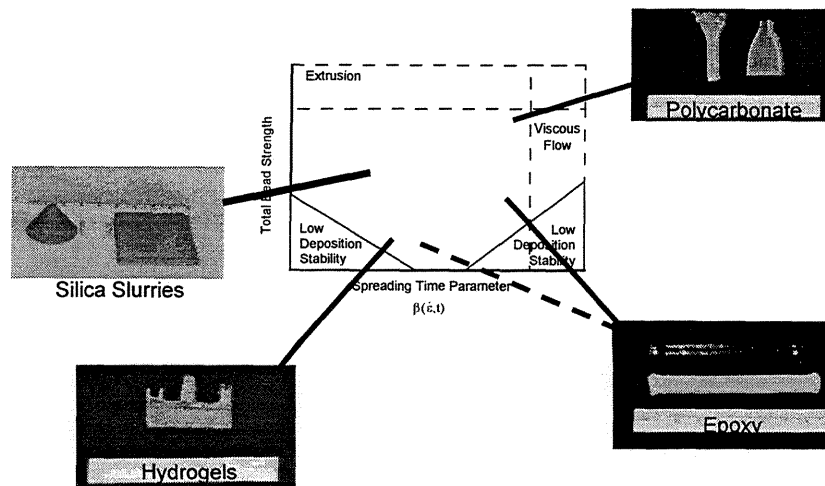 Extrusion
Polycarbonate
Viscous
Flow
Total Bead Strength
Low
Deposition
Stability
Low
Deposition
Stability
Silica Slurries
Spreading Time Parameter
β(ε̇,t)
Epoxy
Hydrogels